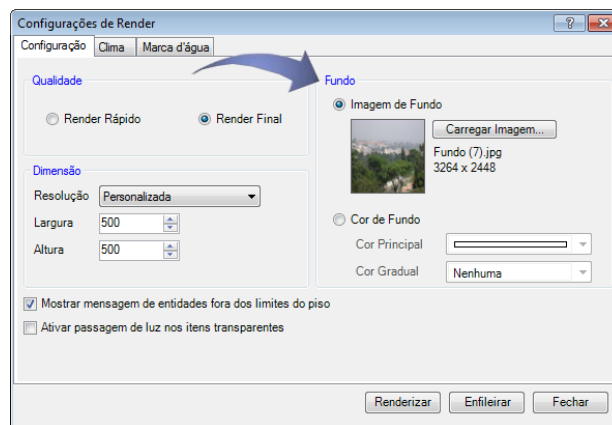 Configurações de Render
Configuração Clima Marca d'água
Qualidade
Render Rápido Render Final
Dimensão
Resolução Personalizada
Largura 500
Altura 500
Fundo
Imagem de Fundo
Carregar Imagem...
Fundo (7).jpg
3264 x 2448
Cor de Fundo
Cor Principal
Cor Gradual Nenhuma
Mostrar mensagem de entidades fora dos limites do piso
Ativar passagem de luz nos itens transparentes
Renderizar Enfileirar Fechar